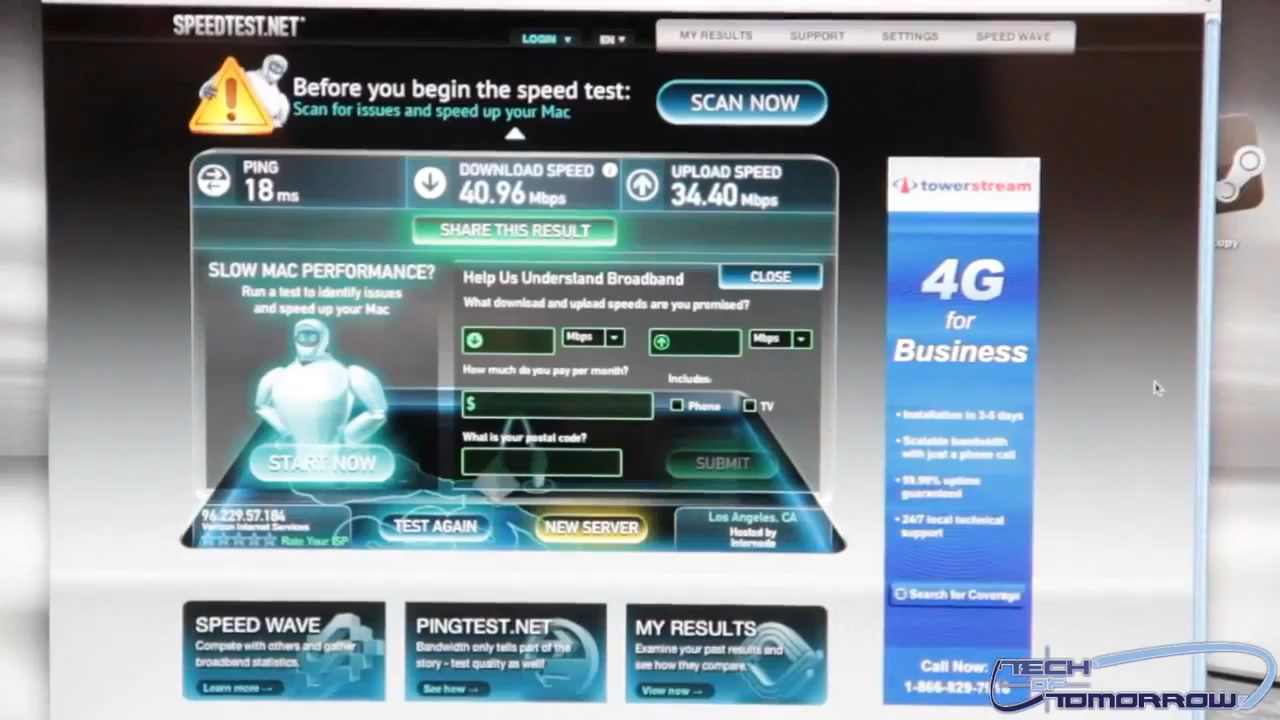 SPEEDTEST.NET
LOGIN
EN
MY RESULTS
SUPPORT
SETTINGS
SPEED WAVE
Before you begin the speed test:
Scan for issues and speed up your Mac
SCAN NOW
PING
18 ms
DOWNLOAD SPEED
40.96 Mbps
UPLOAD SPEED
34.40 Mbps
SHARE THIS RESULT
SLOW MAC PERFORMANCE?
Run a test to identify issues
and speed up your Mac
START NOW
Help Us Understand Broadband
CLOSE
What download and upload speeds are you promised?
Mbps
Mbps
How much do you pay per month?
Includes:
$
Phone
TV
What is your postal code?
SUBMIT
96.229.57.184
Verizon Internet Services
Rate Your ISP
TEST AGAIN
NEW SERVER
Los Angeles, CA
Hosted by
Internode
towerstream
4G
for
Business
• Installation in 3-5 days
• Scalable bandwidth
with just a phone call
• 99.99% uptime
guaranteed
• 24/7 local technical
support
Search for Coverage
Call Now:
1-866-829-
copy
SPEED WAVE
Compete with others and gather
broadband statistics.
Learn more →
PINGTEST.NET
Bandwidth only tells part of the
story - test quality as well!
See how →
MY RESULTS
Examine your past results and
see how they compare.
View now →
TECH
OF
TOMORROW